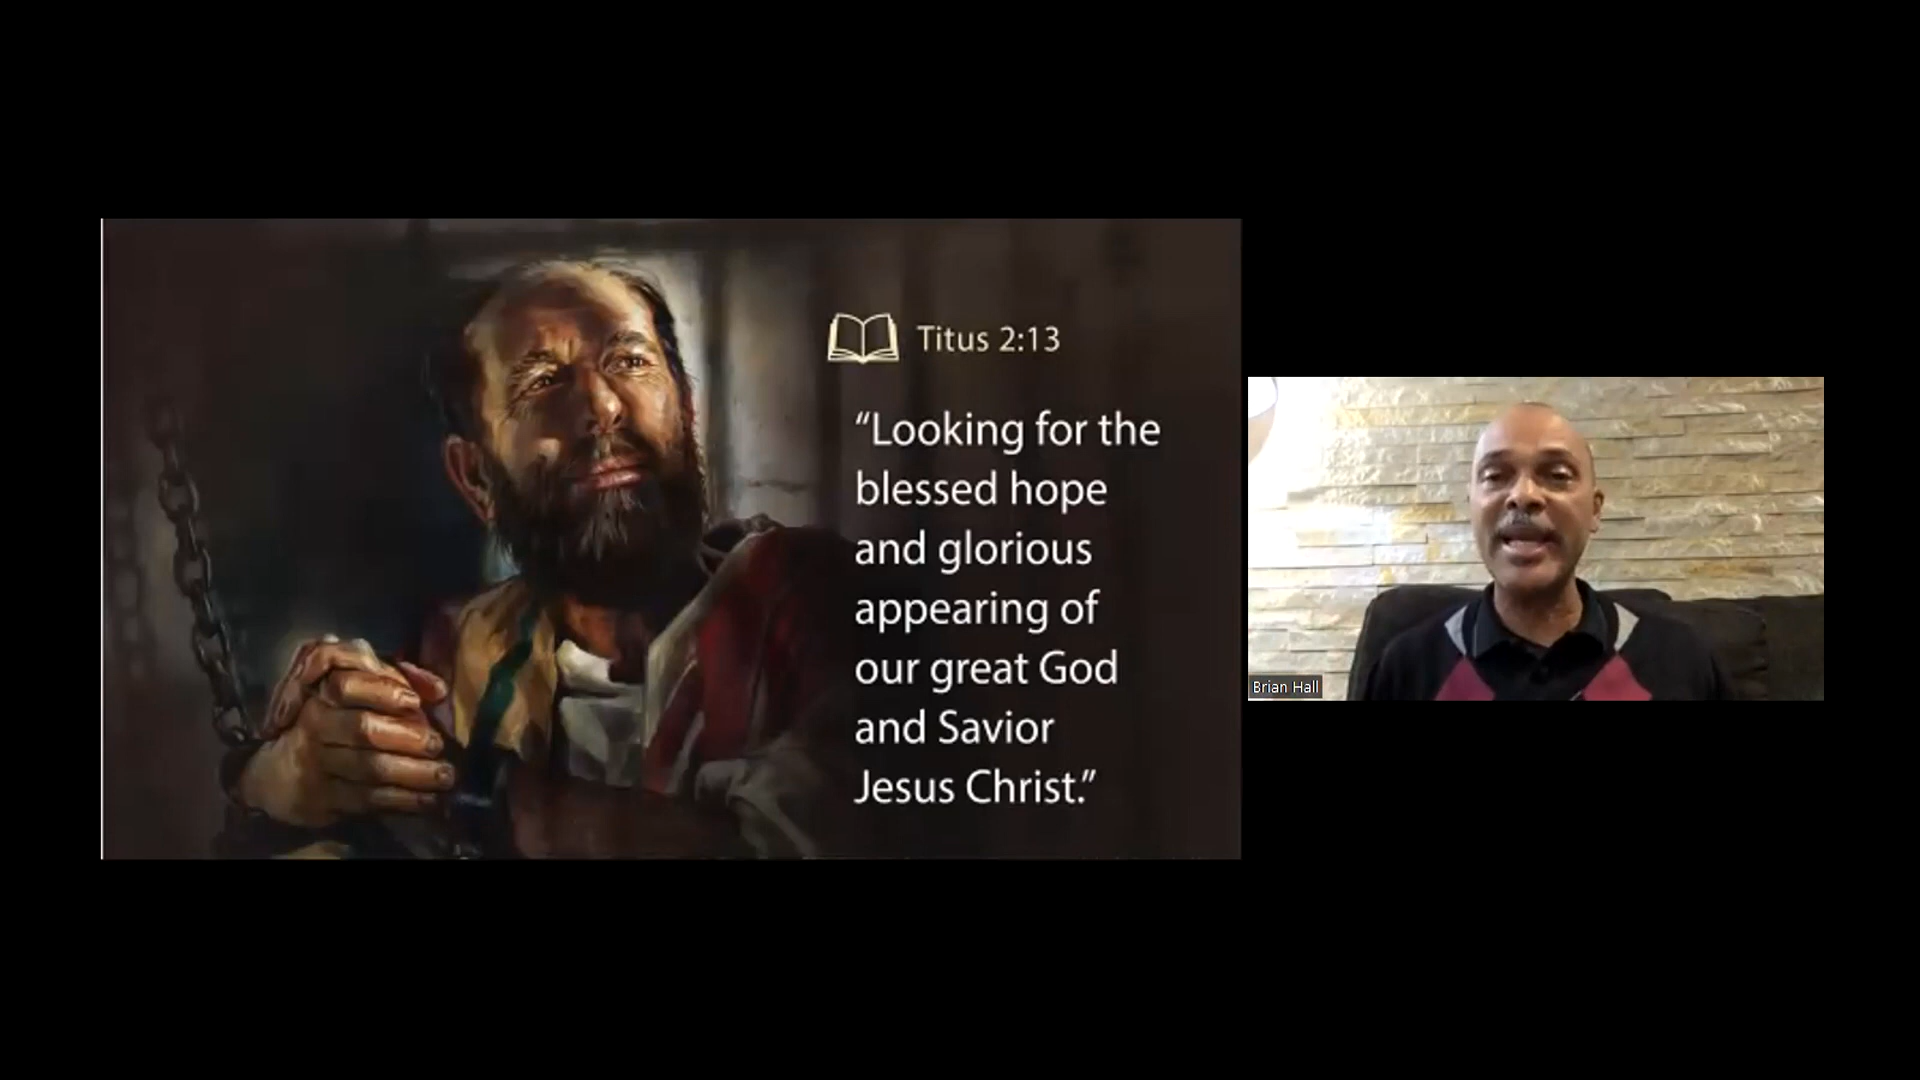 Titus 2:13
“Looking for the
blessed hope
and glorious
appearing of
our great God
and Savior
Jesus Christ.”
Brian Hall